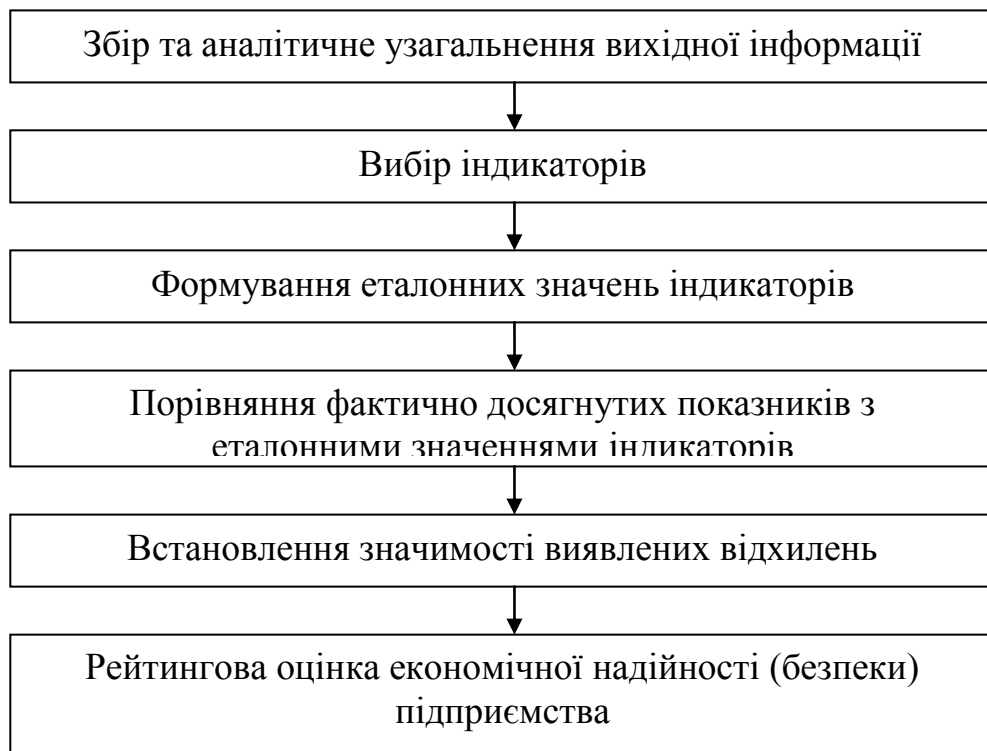 Збір та аналітичне узагальнення вихідної інформації
Вибір індикаторів
Формування еталонних значень індикаторів
Порівняння фактично досягнутих показників з
еталонними значеннями індикаторів
Встановлення значимості виявлених відхилень
Рейтингова оцінка економічної надійності (безпеки)
підприємства